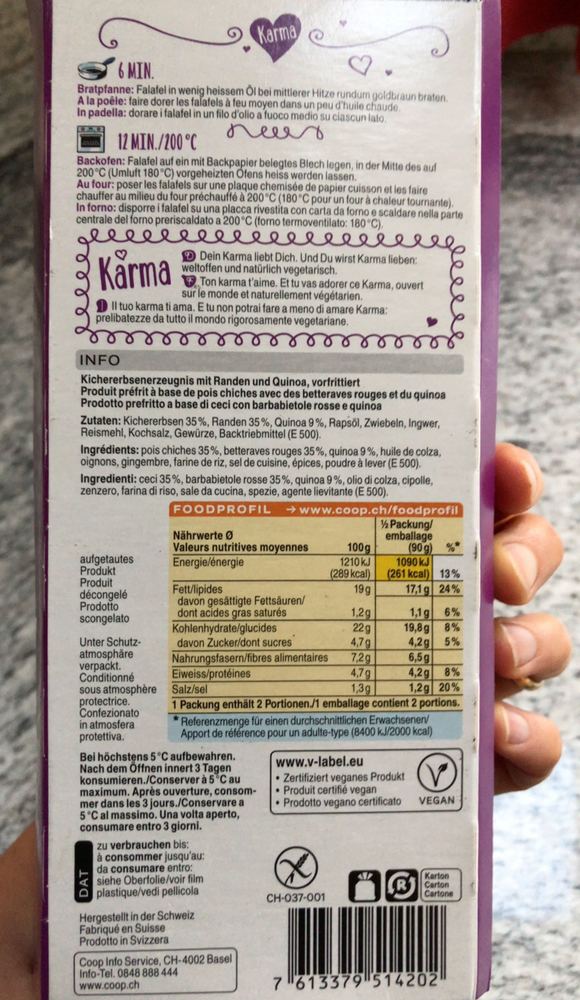 Karma
6 MIN.
Bratpfanne: Falafel in wenig heissem Öl bei mittlerer Hitze rundum goldbraun braten.
A la poêle: faire dorer les falafels à feu moyen dans un peu d'huile chaude.
In padella: dorare i falafel in un filo d'olio a fuoco medio su ciascun lato.
12 MIN./200 °C
Backofen: Falafel auf ein mit Backpapier belegtes Blech legen, in der Mitte des auf
200 °C (Umluft 180 °C) vorgeheizten Ofens heiss werden lassen.
Au four: poser les falafels sur une plaque chemisée de papier cuisson et les faire
chauffer au milieu du four préchauffé à 200 °C (180 °C pour un four à chaleur tournante).
In forno: disporre i falafel su una placca rivestita con carta da forno e scaldare nella parte
centrale del forno preriscaldato a 200 °C (forno termoventilato: 180 °C).
Karma
D Dein Karma liebt Dich. Und Du wirst Karma lieben:
weltoffen und natürlich vegetarisch.
F Ton karma t'aime. Et tu vas adorer ce Karma, ouvert
sur le monde et naturellement végétarien.
I Il tuo karma ti ama. E tu non potrai fare a meno di amare Karma:
prelibatezze da tutto il mondo rigorosamente vegetariane.
INFO
Kichererbsenerzeugnis mit Randen und Quinoa, vorfrittiert
Produit préfrit à base de pois chiches avec des betteraves rouges et du quinoa
Prodotto prefritto a base di ceci con barbabietole rosse e quinoa
Zutaten: Kichererbsen 35 %, Randen 35 %, Quinoa 9 %, Rapsöl, Zwiebeln, Ingwer,
Reismehl, Kochsalz, Gewürze, Backtriebmittel (E 500).
Ingrédients: pois chiches 35 %, betteraves rouges 35 %, quinoa 9 %, huile de colza,
oignons, gingembre, farine de riz, sel de cuisine, épices, poudre à lever (E 500).
Ingredienti: ceci 35 %, barbabietole rosse 35 %, quinoa 9 %, olio di colza, cipolle,
zenzero, farina di riso, sale da cucina, spezie, agente lievitante (E 500).
FOODPROFIL → www.coop.ch/foodprofil
Nährwerte Ø
Valeurs nutritives moyennes 100 g ½ Packung/ emballage (90 g) %*
Energie/énergie 1210 kJ (289 kcal) 1090 kJ (261 kcal) 13%
Fett/lipides 19 g 17,1 g 24%
davon gesättigte Fettsäuren/
dont acides gras saturés 1,2 g 1,1 g 6%
Kohlenhydrate/glucides 22 g 19,8 g 8%
davon Zucker/dont sucres 4,7 g 4,2 g 5%
Nahrungsfasern/fibres alimentaires 7,2 g 6,5 g
Eiweiss/protéines 4,7 g 4,2 g 8%
Salz/sel 1,3 g 1,2 g 20%
1 Packung enthält 2 Portionen./1 emballage contient 2 portions.
* Referenzmenge für einen durchschnittlichen Erwachsenen/
Apport de référence pour un adulte-type (8400 kJ/2000 kcal)
aufgetautes
Produkt
Produit
décongelé
Prodotto
scongelato
Unter Schutz-
atmosphäre
verpackt.
Conditionné
sous atmosphère
protectrice.
Confezionato
in atmosfera
protettiva.
Bei höchstens 5 °C aufbewahren.
Nach dem Öffnen innert 3 Tagen
konsumieren./Conserver à 5 °C au
maximum. Après ouverture, consom-
mer dans les 3 jours./Conservare a
5 °C al massimo. Una volta aperto,
consumare entro 3 giorni.
www.v-label.eu
• Zertifiziert veganes Produkt
• Produit certifié vegan
• Prodotto vegano certificato
V
VEGAN
DAT
zu verbrauchen bis:
à consommer jusqu'au:
da consumare entro:
siehe Oberfolie/voir film
plastique/vedi pellicola
CH-037-001
R
Karton
Carton
Cartone
Hergestellt in der Schweiz
Fabriqué en Suisse
Prodotto in Svizzera
Coop Info Service, CH-4002 Basel
Info-Tel. 0848 888 444
www.coop.ch
7 613379 514202